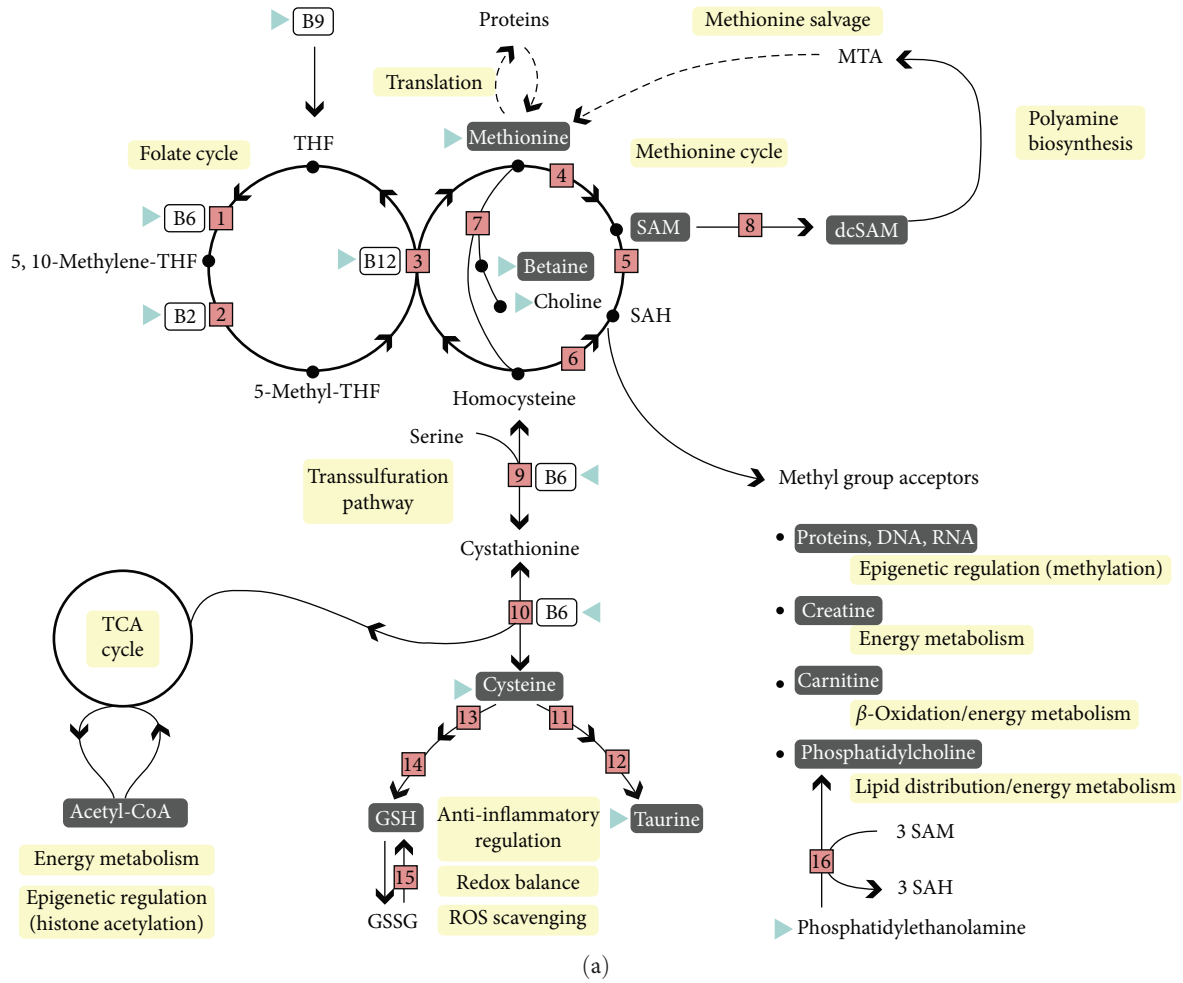 B9
Proteins
Methionine salvage
MTA
Translation
Polyamine
biosynthesis
THF
Methionine
Folate cycle
Methionine cycle
4
B6
1
7
SAM
8
dcSAM
5, 10-Methylene-THF
B12
3
Betaine
5
Choline
B2
2
SAH
6
5-Methyl-THF
Homocysteine
Serine
Transsulfuration
pathway
9
B6
Methyl group acceptors
Cystathionine
• Proteins, DNA, RNA
Epigenetic regulation (methylation)
10
B6
• Creatine
Energy metabolism
TCA
cycle
Cysteine
• Carnitine
β-Oxidation/energy metabolism
13
11
14
12
• Phosphatidylcholine
Lipid distribution/energy metabolism
Acetyl-CoA
GSH
Anti-inflammatory
regulation
Taurine
3 SAM
Energy metabolism
16
15
Redox balance
3 SAH
Epigenetic regulation
(histone acetylation)
GSSG
ROS scavenging
Phosphatidylethanolamine
(a)